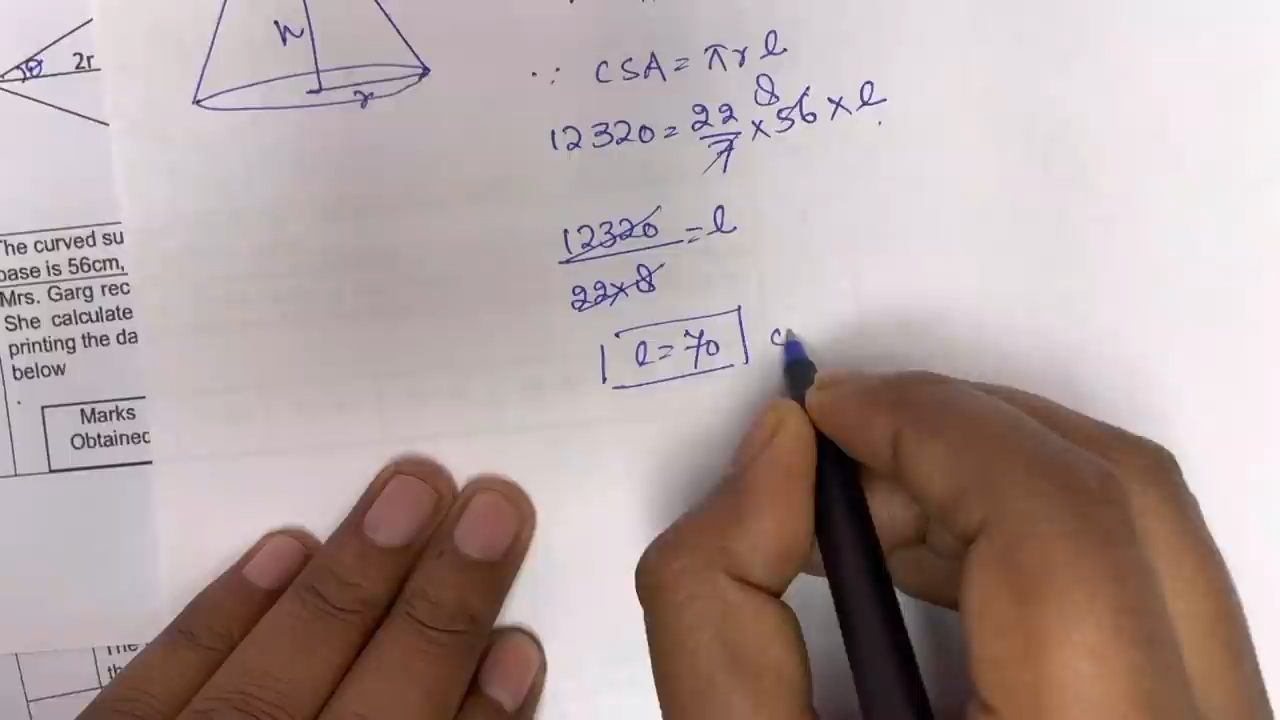 θ 2r
h
r
∵ CSA = πrl
8
12320 = 22/7 × 56 × l
12320/22×8 = l
l = 70
The curved su
base is 56cm,
Mrs. Garg rec
She calculate
printing the da
below
Marks
Obtained